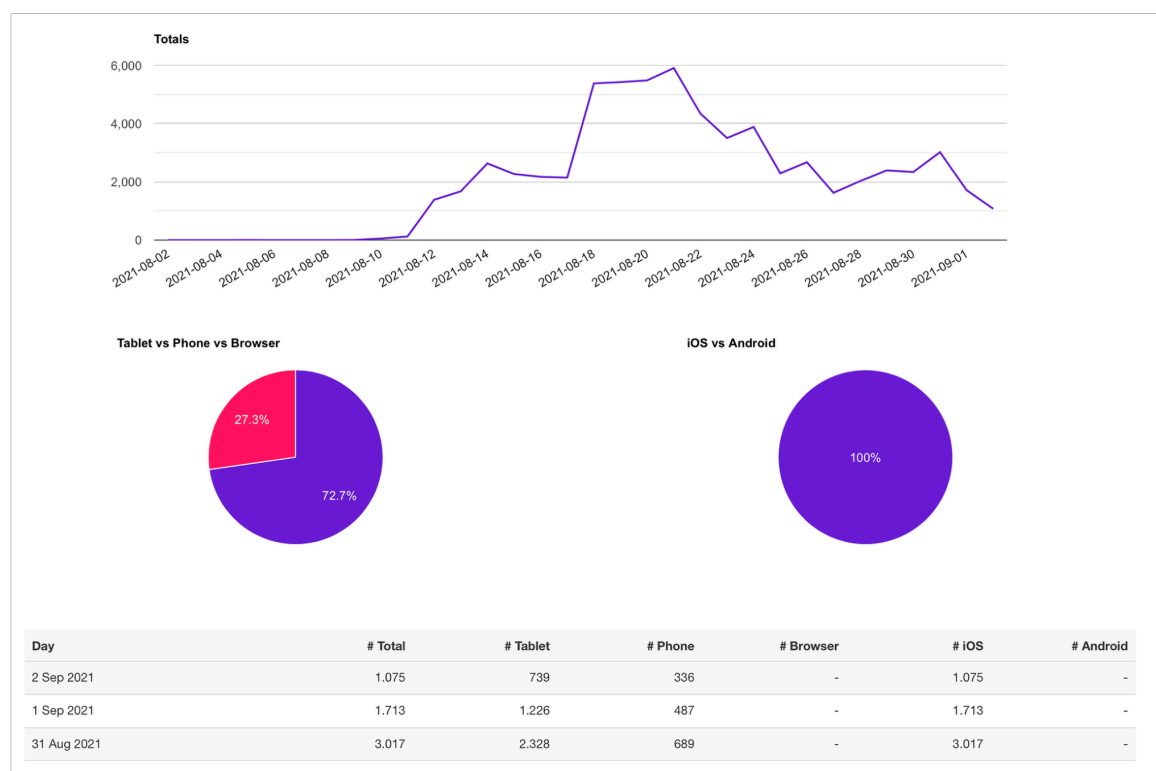 Totals
6,000
4,000
2,000
0
2021-08-02 2021-08-04 2021-08-06 2021-08-08 2021-08-10 2021-08-12 2021-08-14 2021-08-16 2021-08-18 2021-08-20 2021-08-22 2021-08-24 2021-08-26 2021-08-28 2021-08-30 2021-09-01
Tablet vs Phone vs Browser
27.3%
72.7%
iOS vs Android
100%
Day # Total # Tablet # Phone # Browser # iOS # Android
2 Sep 2021 1.075 739 336 - 1.075 -
1 Sep 2021 1.713 1.226 487 - 1.713 -
31 Aug 2021 3.017 2.328 689 - 3.017 -